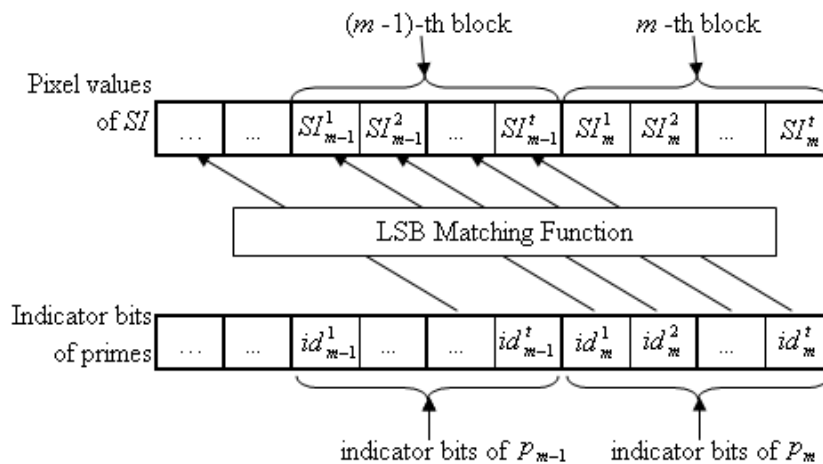 (m -1)-th block m -th block
Pixel values
of SI
... ... SI¹ₘ₋₁ SI²ₘ₋₁ ... SIᵗₘ₋₁ SI¹ₘ SI²ₘ ... SIᵗₘ
LSB Matching Function
Indicator bits
of primes
... ... id¹ₘ₋₁ ... ... idᵗₘ₋₁ id¹ₘ id²ₘ ... idᵗₘ
indicator bits of pₘ₋₁ indicator bits of pₘ